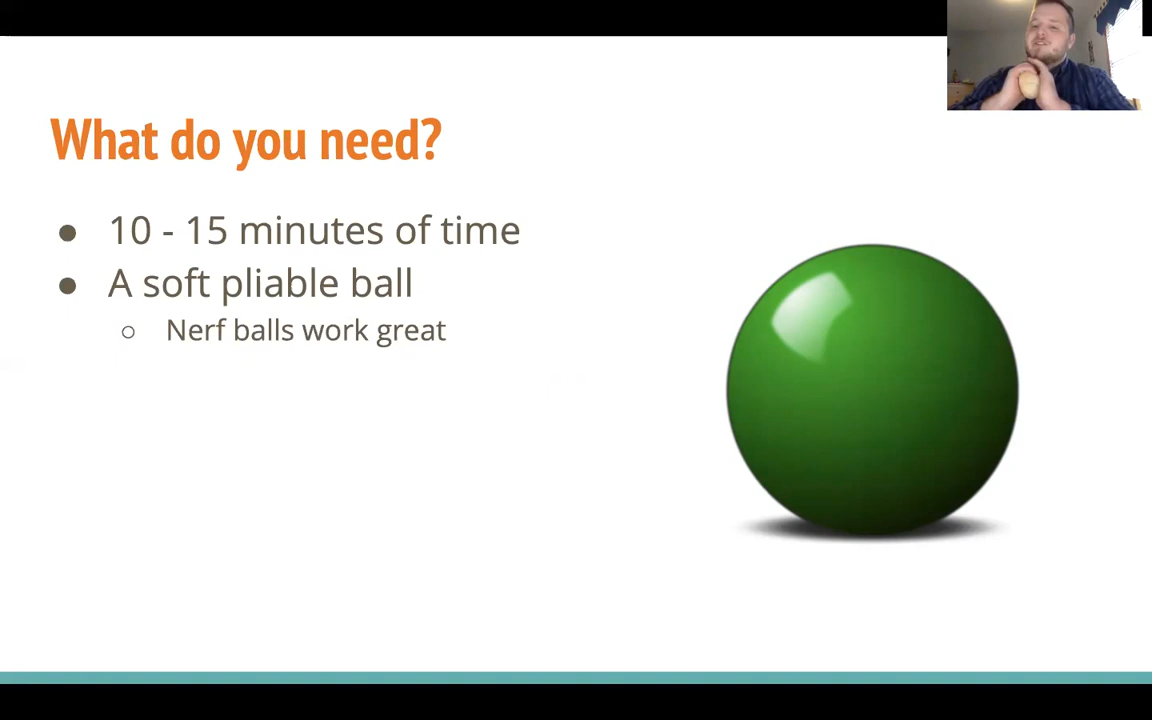 What do you need?
● 10 - 15 minutes of time
● A soft pliable ball
○ Nerf balls work great